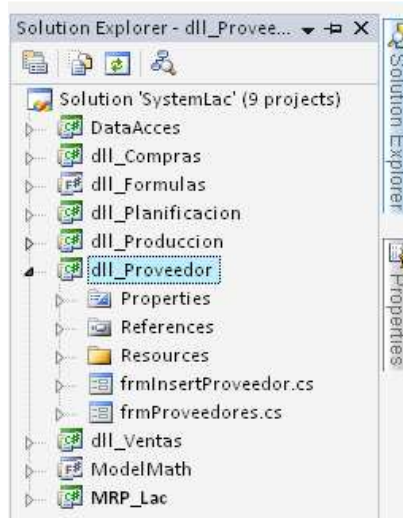 Solution Explorer - dll_Provee...
Solution 'SystemLac' (9 projects)
DataAcces
dll_Compras
dll_Formulas
dll_Planificacion
dll_Produccion
dll_Proveedor
Properties
References
Resources
frmInsertProveedor.cs
frmProveedores.cs
dll_Ventas
ModelMath
MRP_Lac
Solution Explorer
Properties